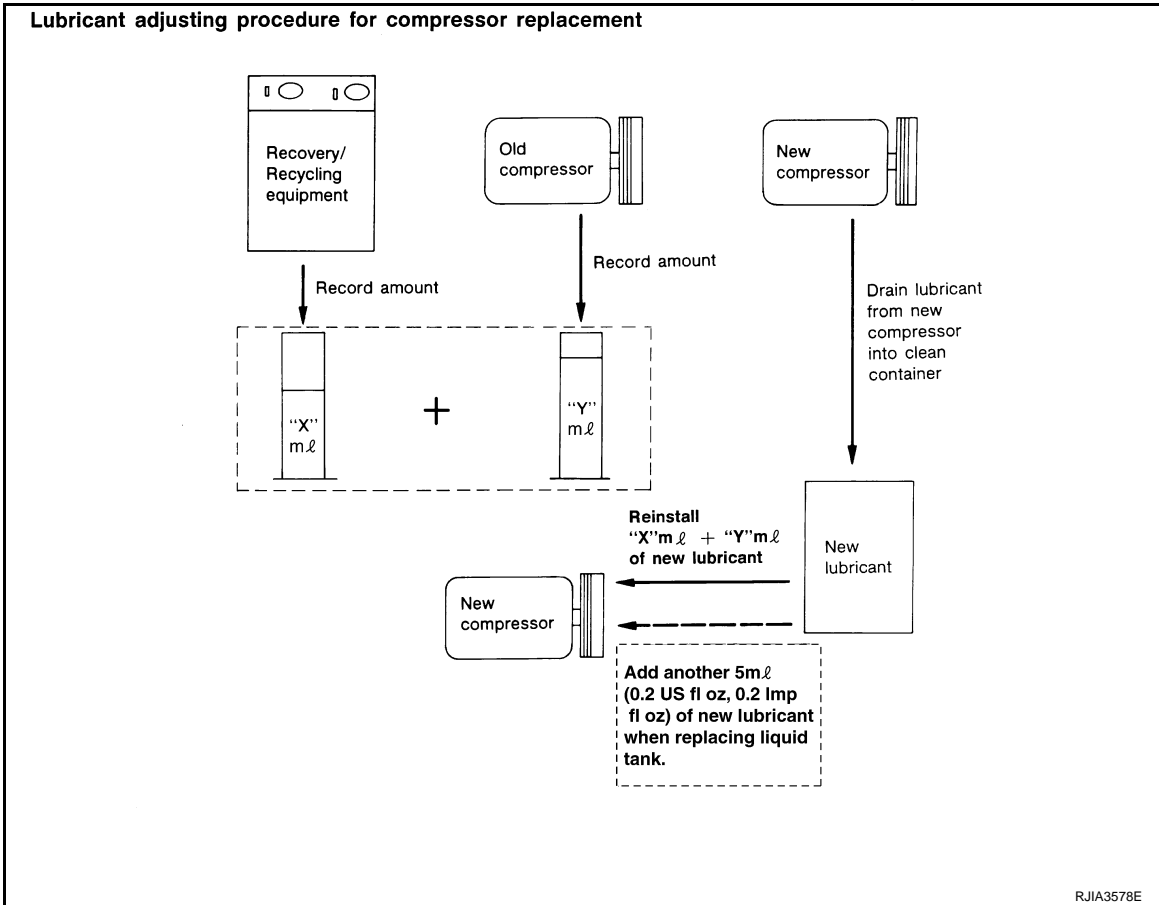 Lubricant adjusting procedure for compressor replacement
Recovery/
Recycling
equipment
Old
compressor
New
compressor
Record amount
Record amount
Drain lubricant
from new
compressor
into clean
container
“X”
mℓ
+
“Y”
mℓ
Reinstall
“X”mℓ + “Y”mℓ
of new lubricant
New
lubricant
New
compressor
Add another 5mℓ
(0.2 US fl oz, 0.2 Imp
fl oz) of new lubricant
when replacing liquid
tank.
RJIA3578E